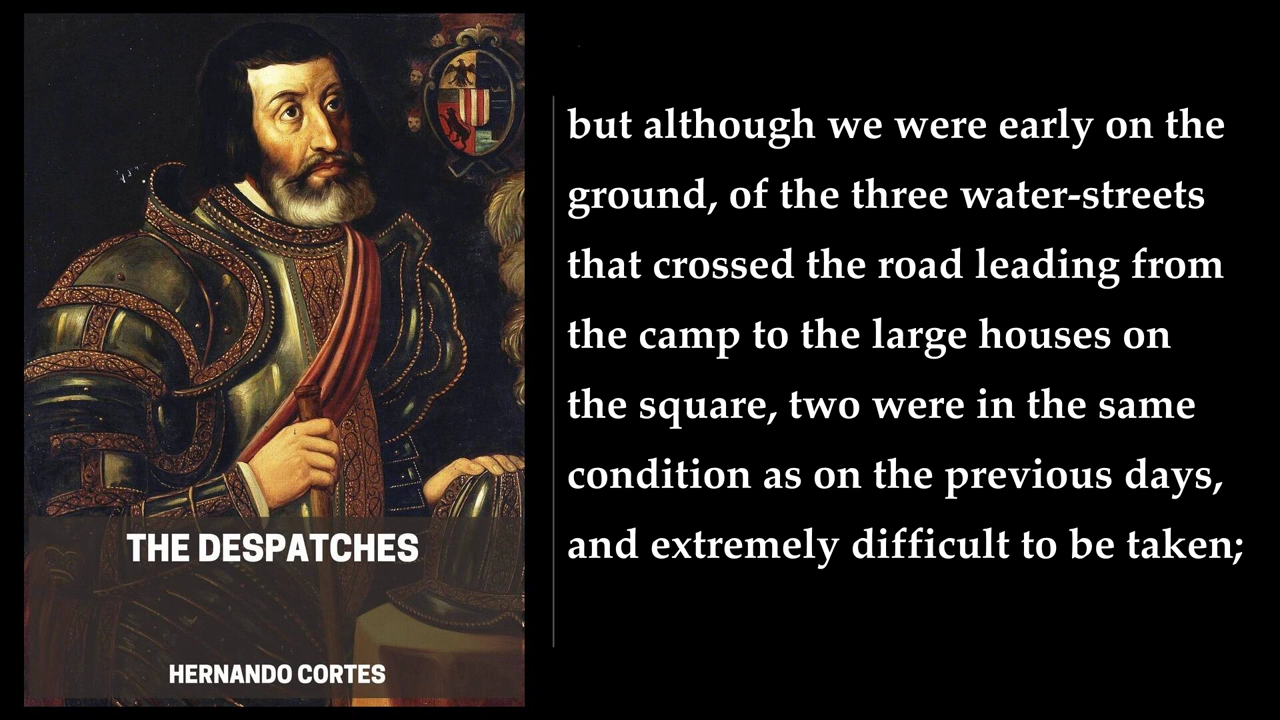 THE DESPATCHES
HERNANDO CORTES
but although we were early on the
ground, of the three water-streets
that crossed the road leading from
the camp to the large houses on
the square, two were in the same
condition as on the previous days,
and extremely difficult to be taken;